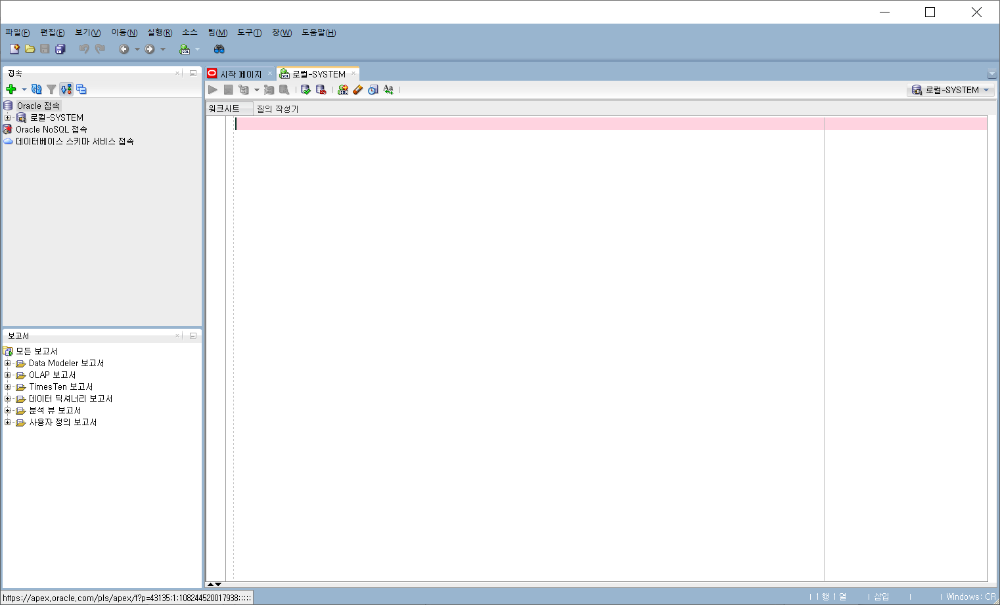 파일(F) 편집(E) 보기(V) 이동(N) 실행(R) 소스 팀(M) 도구(T) 창(W) 도움말(H)
접속
시작 페이지
로컬-SYSTEM
로컬-SYSTEM
워크시트 질의 작성기
Oracle 접속
로컬-SYSTEM
Oracle NoSQL 접속
데이터베이스 스키마 서비스 접속
보고서
모든 보고서
Data Modeler 보고서
OLAP 보고서
TimesTen 보고서
데이터 딕셔너리 보고서
분석 뷰 보고서
사용자 정의 보고서
https://apex.oracle.com/pls/apex/f?p=43135:1:108244520017938:::::
1 행 1 열 삽입 Windows: CR